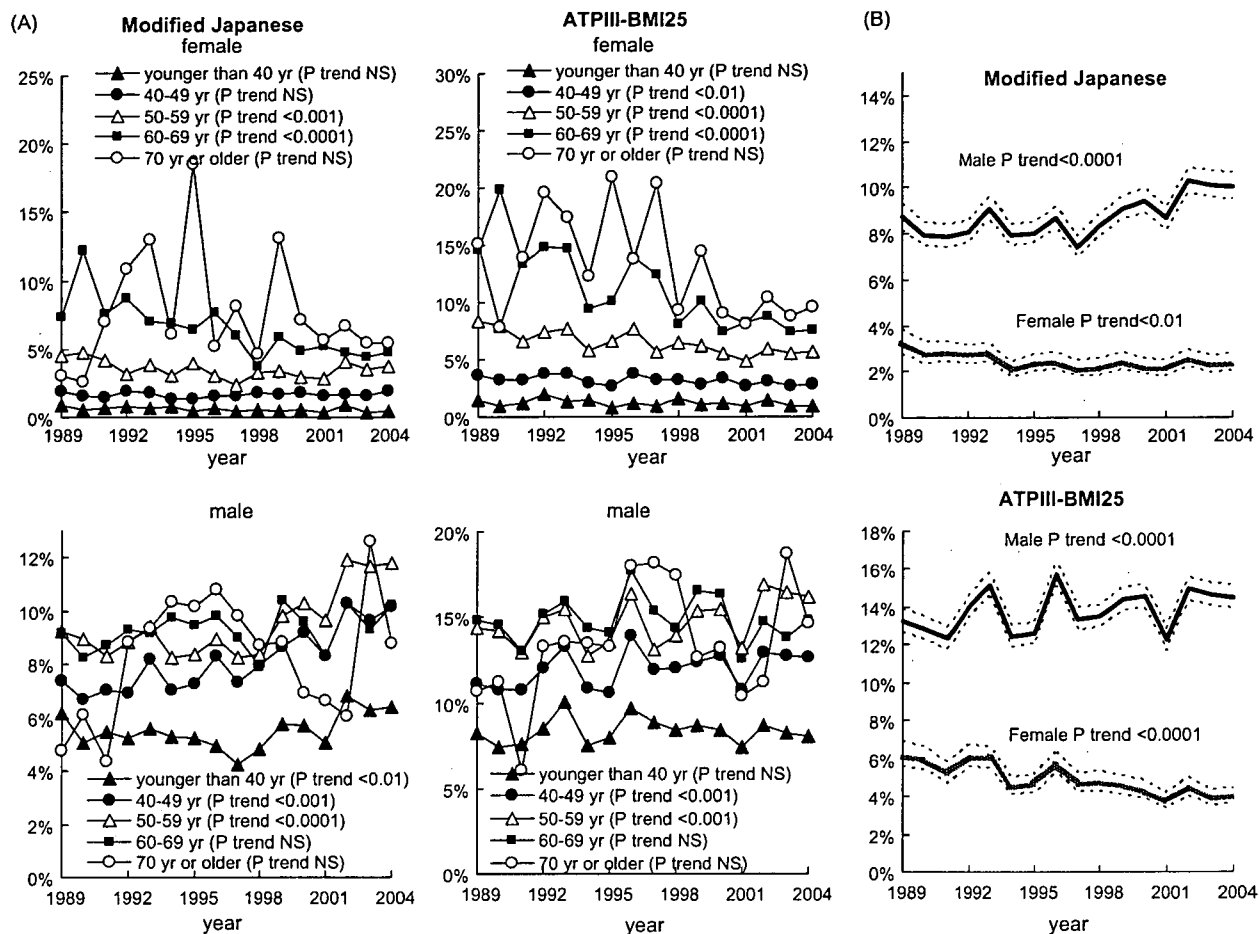 (A)
Modified Japanese
female
25%
20%
15%
10%
5%
0%
younger than 40 yr (P trend NS)
40-49 yr (P trend NS)
50-59 yr (P trend <0.001)
60-69 yr (P trend <0.0001)
70 yr or older (P trend NS)
1989 1992 1995 1998 2001 2004
year
ATPIII-BMI25
female
30%
25%
20%
15%
10%
5%
0%
younger than 40 yr (P trend NS)
40-49 yr (P trend <0.01)
50-59 yr (P trend <0.0001)
60-69 yr (P trend <0.0001)
70 yr or older (P trend NS)
1989 1992 1995 1998 2001 2004
year
male
12%
10%
8%
6%
4%
2%
0%
younger than 40 yr (P trend <0.01)
40-49 yr (P trend <0.001)
50-59 yr (P trend <0.0001)
60-69 yr (P trend NS)
70 yr or older (P trend NS)
1989 1992 1995 1998 2001 2004
year
male
20%
15%
10%
5%
0%
younger than 40 yr (P trend NS)
40-49 yr (P trend <0.001)
50-59 yr (P trend <0.001)
60-69 yr (P trend NS)
70 yr or older (P trend NS)
1989 1992 1995 1998 2001 2004
year
(B)
Modified Japanese
14%
12%
10%
8%
6%
4%
2%
0%
Male P trend<0.0001
Female P trend<0.01
1989 1992 1995 1998 2001 2004
year
ATPIII-BMI25
18%
16%
14%
12%
10%
8%
6%
4%
2%
0%
Male P trend <0.0001
Female P trend <0.0001
1989 1992 1995 1998 2001 2004
year